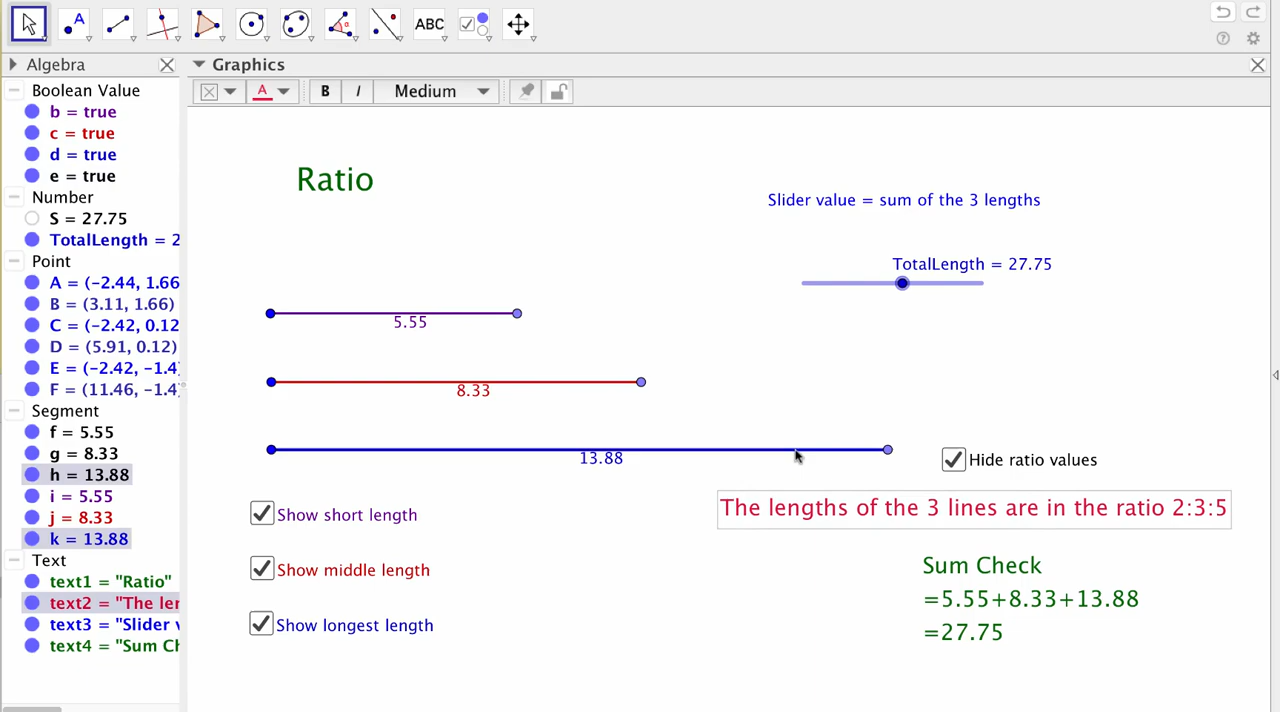 ABC
Algebra
Graphics
B I Medium
A
Boolean Value
b = true
c = true
d = true
e = true
Number
S = 27.75
TotalLength = 2
Point
A = (−2.44, 1.66
B = (3.11, 1.66)
C = (−2.42, 0.12
D = (5.91, 0.12)
E = (−2.42, −1.4
F = (11.46, −1.4
Segment
f = 5.55
g = 8.33
h = 13.88
i = 5.55
j = 8.33
k = 13.88
Text
text1 = "Ratio"
text2 = "The ler
text3 = "Slider v
text4 = "Sum Ch
Ratio
Slider value = sum of the 3 lengths
TotalLength = 27.75
5.55
8.33
13.88
Hide ratio values
The lengths of the 3 lines are in the ratio 2:3:5
Show short length
Show middle length
Show longest length
Sum Check
=5.55+8.33+13.88
=27.75